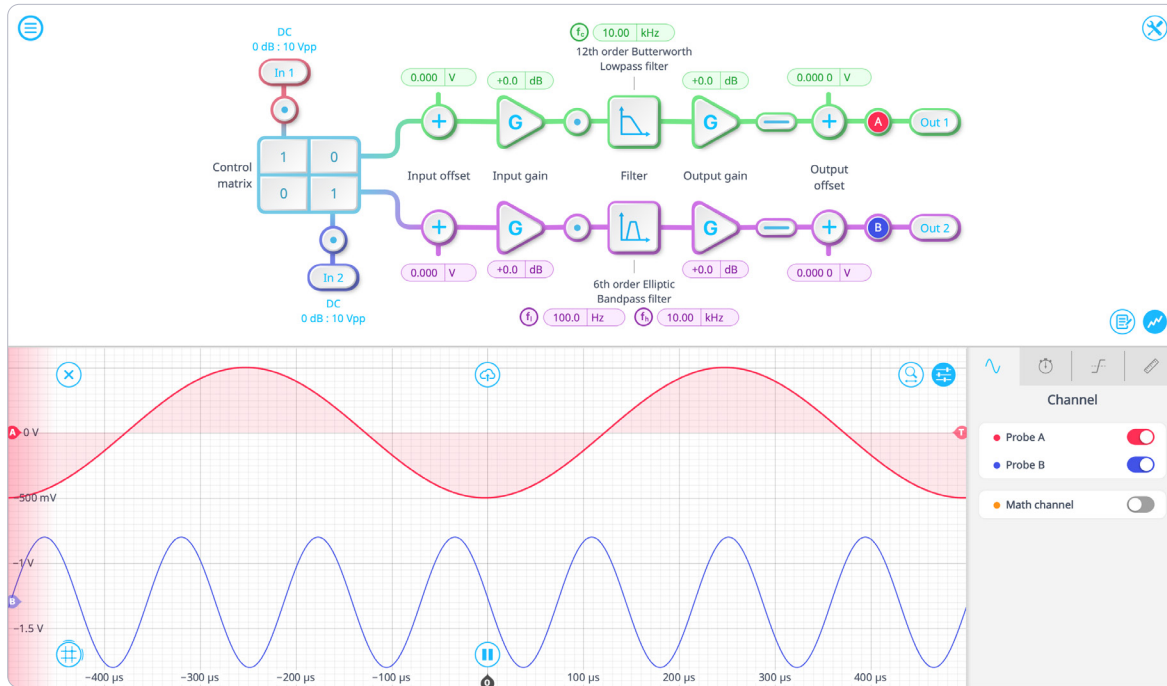 DC
0 dB : 10 Vpp
In 1
fc 10.00 kHz
12th order Butterworth
Lowpass filter
0.000 V
+0.0 dB
+0.0 dB
0.000 0 V
+
G
G
+
A
Out 1
Control
matrix
1 0
0 1
Input offset
Input gain
Filter
Output gain
Output
offset
+
G
G
+
B
Out 2
0.000 V
+0.0 dB
+0.0 dB
0.000 0 V
In 2
DC
0 dB : 10 Vpp
6th order Elliptic
Bandpass filter
fl 100.0 Hz
fh 10.00 kHz
A 0 V
T
−500 mV
−1 V
B
−1.5 V
−400 µs
−300 µs
−200 µs
−100 µs
0
100 µs
200 µs
300 µs
400 µs
Channel
Probe A
Probe B
Math channel